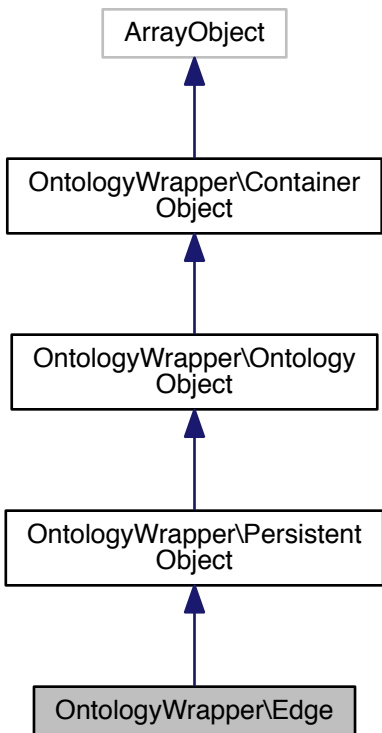 ArrayObject
OntologyWrapper\Container
Object
OntologyWrapper\Ontology
Object
OntologyWrapper\Persistent
Object
OntologyWrapper\Edge